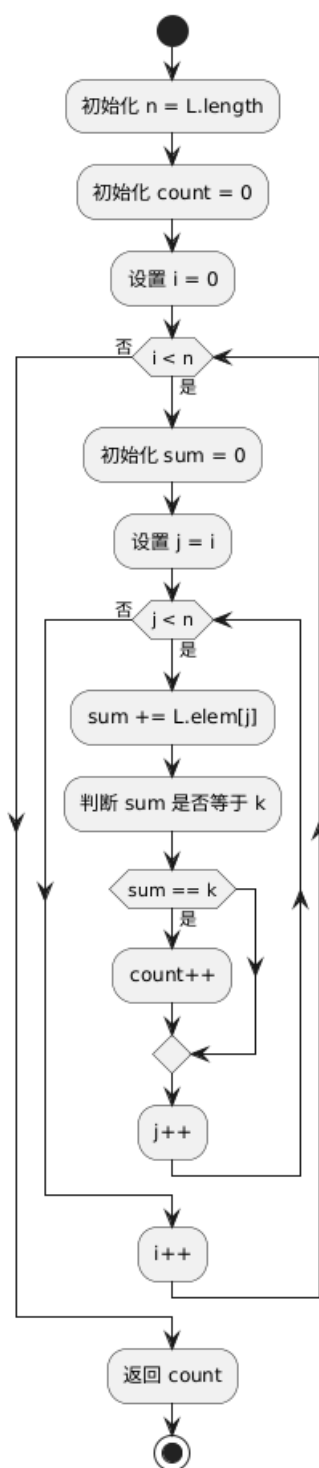 初始化 n = L.length
初始化 count = 0
设置 i = 0
否
i < n
是
初始化 sum = 0
设置 j = i
否
j < n
是
sum += L.elem[j]
判断 sum 是否等于 k
sum == k
是
count++
j++
i++
返回 count